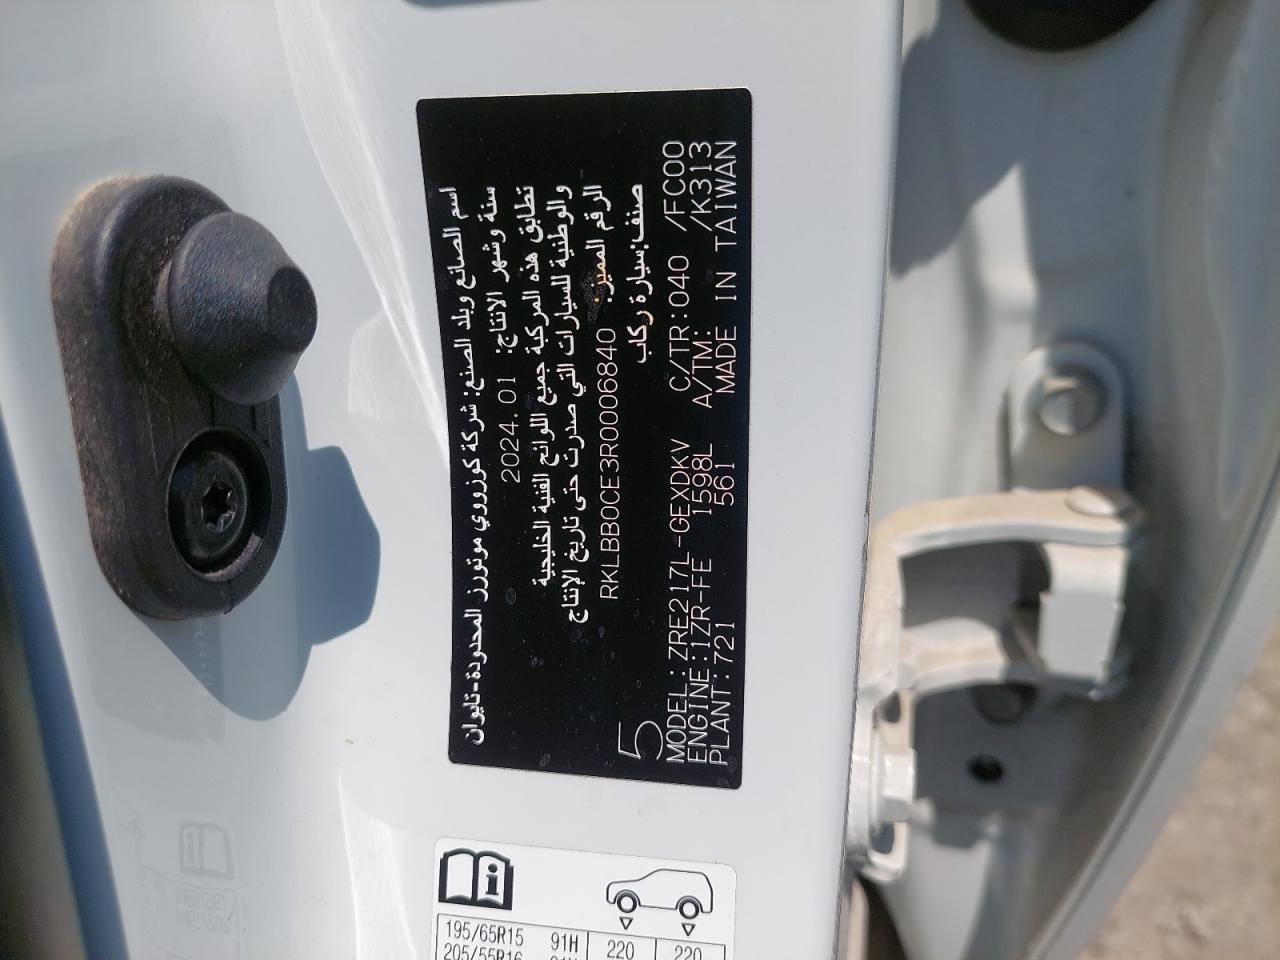 اسم الصانع وبلد الصنع: شركة كوزووي موتورز المحدودة-تايوان
سنة وشهر الانتاج: 2024. 01
تطابق هذه المركبة جميع اللوائح الفنية الخليجية
والوطنية للسيارات التي صدرت حتى تاريخ الإنتاج
الرقم المميز: RKLBB0CE3R0006840
صنف:سيارة ركاب
5
MODEL:ZRE217L-GEXDKV C/TR:040 /FC00
ENGINE:1ZR-FE 1598L A/TM: /K313
PLANT:721 561 MADE IN TAIWAN
i
195/65R15 91H 220 220
205/55R16